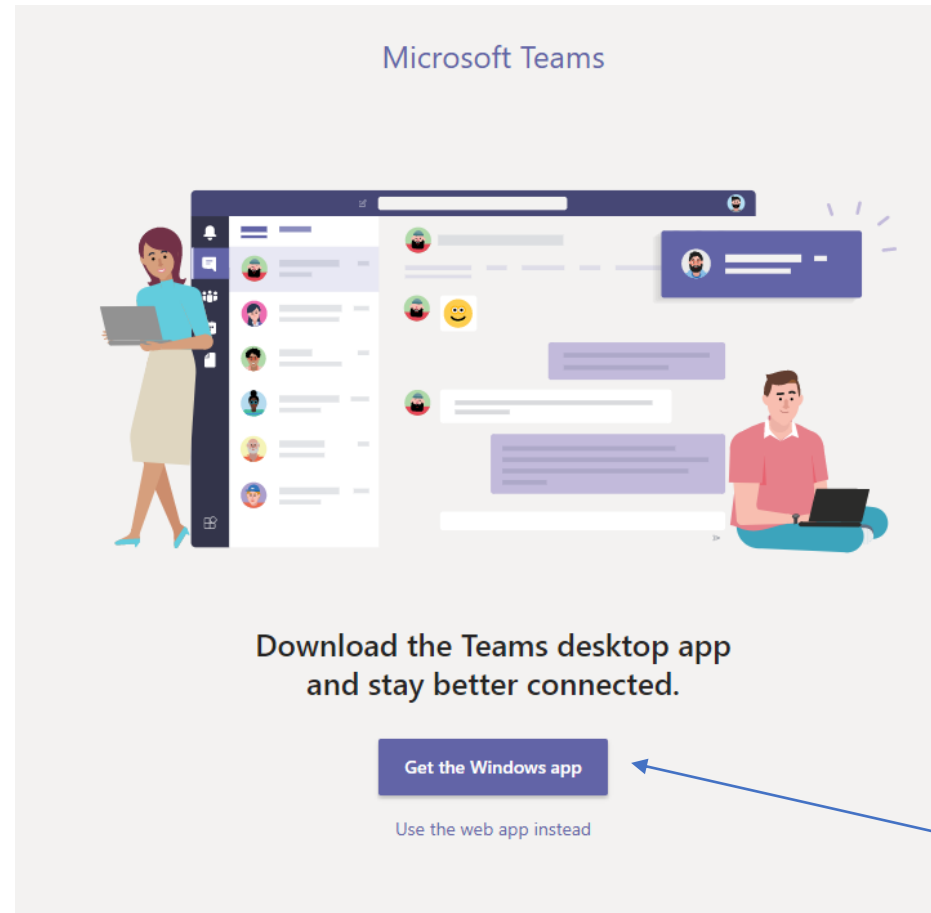 Microsoft Teams
Download the Teams desktop app
and stay better connected.
Get the Windows app
Use the web app instead